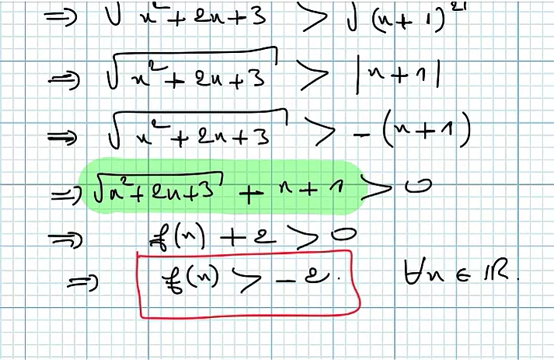 ⇒ √x²+2x+3 > √(x+1)²
⇒ √x²+2x+3 > |x+1|
⇒ √x²+2x+3 > -(x+1)
⇒ √x²+2x+3 + x+1 > 0
⇒ f(x) + 2 > 0
⇒ f(x) > -2. ∀x ∈ ℝ.